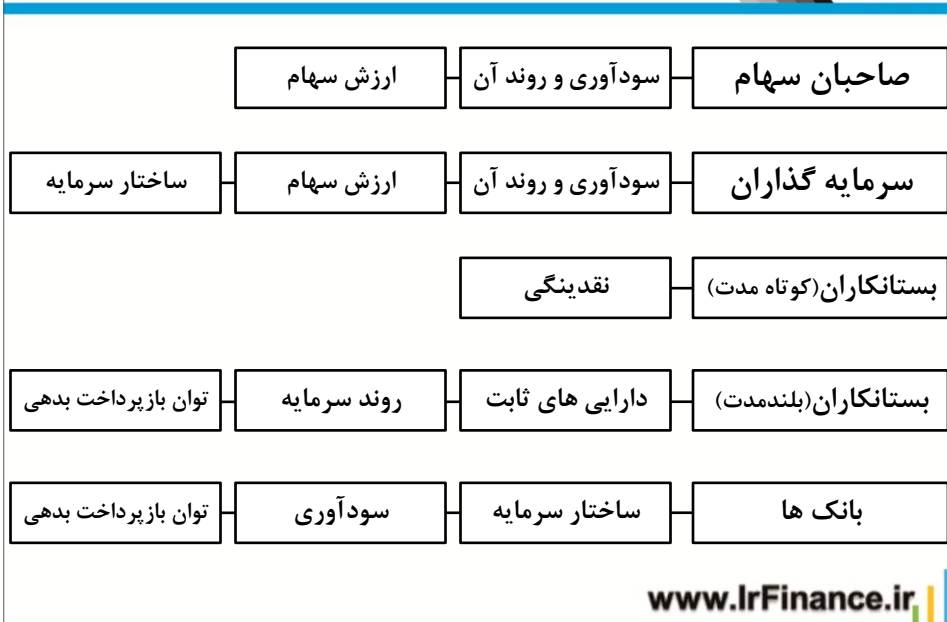 صاحبان سهام سودآوری و روند آن ارزش سهام
سرمایه گذاران سودآوری و روند آن ارزش سهام ساختار سرمایه
بستانکاران(کوتاه مدت) نقدینگی
بستانکاران(بلندمدت) دارایی های ثابت روند سرمایه توان بازپرداخت بدهی
بانک ها ساختار سرمایه سودآوری توان بازپرداخت بدهی
www.IrFinance.ir